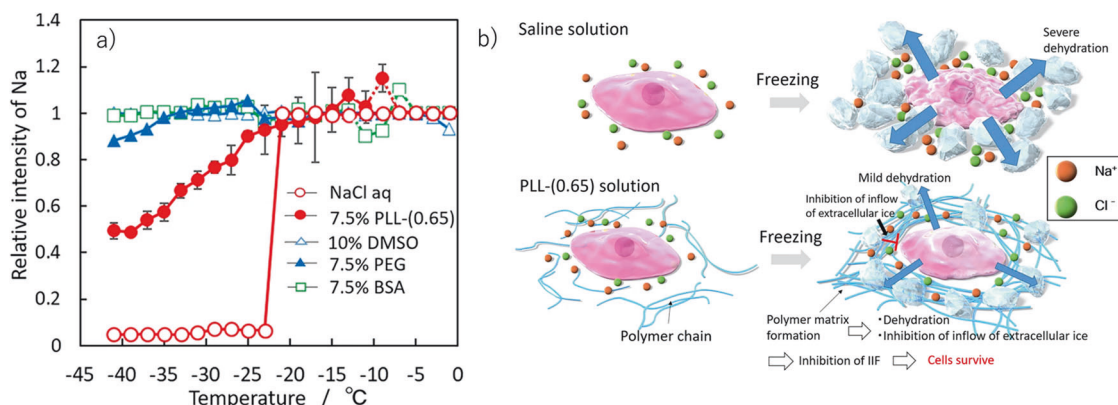 a)
Relative intensity of Na
1.4
1.2
1
0.8
0.6
0.4
0.2
0
NaCl aq
7.5% PLL-(0.65)
10% DMSO
7.5% PEG
7.5% BSA
-45 -40 -35 -30 -25 -20 -15 -10 -5 0
Temperature / ℃
b)
Saline solution
Freezing
Severe
dehydration
Na⁺
Cl⁻
PLL-(0.65) solution
Polymer chain
Freezing
Mild dehydration
Inhibition of inflow
of extracellular ice
Polymer matrix
formation
・Dehydration
・Inhibition of inflow of extracellular ice
Inhibition of IIF
Cells survive